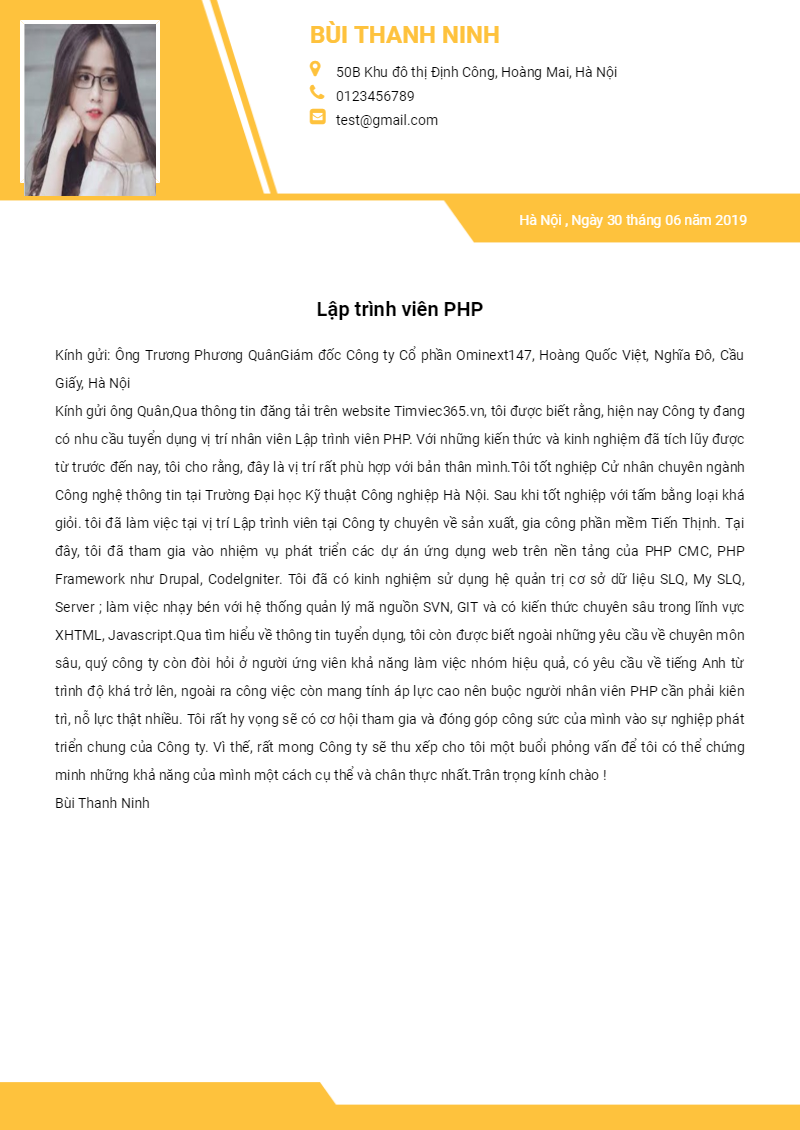 BÙI THANH NINH
50B Khu đô thị Định Công, Hoàng Mai, Hà Nội
0123456789
test@gmail.com
Hà Nội , Ngày 30 tháng 06 năm 2019
Lập trình viên PHP
Kính gửi: Ông Trương Phương QuânGiám đốc Công ty Cổ phần Ominext147, Hoàng Quốc Việt, Nghĩa Đô, Cầu
Giấy, Hà Nội
Kính gửi ông Quân,Qua thông tin đăng tải trên website Timviec365.vn, tôi được biết rằng, hiện nay Công ty đang
có nhu cầu tuyển dụng vị trí nhân viên Lập trình viên PHP. Với những kiến thức và kinh nghiệm đã tích lũy được
từ trước đến nay, tôi cho rằng, đây là vị trí rất phù hợp với bản thân mình.Tôi tốt nghiệp Cử nhân chuyên ngành
Công nghệ thông tin tại Trường Đại học Kỹ thuật Công nghiệp Hà Nội. Sau khi tốt nghiệp với tấm bằng loại khá
giỏi. tôi đã làm việc tại vị trí Lập trình viên tại Công ty chuyên về sản xuất, gia công phần mềm Tiến Thịnh. Tại
đây, tôi đã tham gia vào nhiệm vụ phát triển các dự án ứng dụng web trên nền tảng của PHP CMC, PHP
Framework như Drupal, CodeIgniter. Tôi đã có kinh nghiệm sử dụng hệ quản trị cơ sở dữ liệu SLQ, My SLQ,
Server ; làm việc nhạy bén với hệ thống quản lý mã nguồn SVN, GIT và có kiến thức chuyên sâu trong lĩnh vực
XHTML, Javascript.Qua tìm hiểu về thông tin tuyển dụng, tôi còn được biết ngoài những yêu cầu về chuyên môn
sâu, quý công ty còn đòi hỏi ở người ứng viên khả năng làm việc nhóm hiệu quả, có yêu cầu về tiếng Anh từ
trình độ khá trở lên, ngoài ra công việc còn mang tính áp lực cao nên buộc người nhân viên PHP cần phải kiên
trì, nỗ lực thật nhiều. Tôi rất hy vọng sẽ có cơ hội tham gia và đóng góp công sức của mình vào sự nghiệp phát
triển chung của Công ty. Vì thế, rất mong Công ty sẽ thu xếp cho tôi một buổi phỏng vấn để tôi có thể chứng
minh những khả năng của mình một cách cụ thể và chân thực nhất.Trân trọng kính chào !
Bùi Thanh Ninh